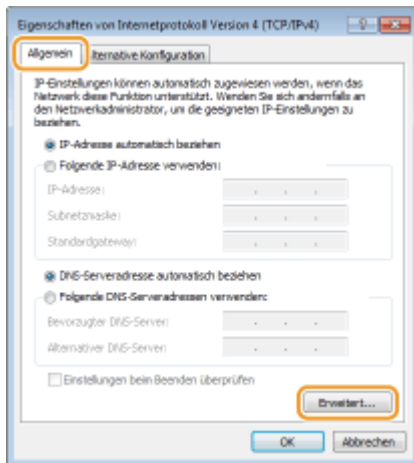 Eigenschaften von Internetprotokoll Version 4 (TCP/IPv4)
Allgemein lternative Konfiguration
IP-Einstellungen können automatisch zugewiesen werden, wenn das
Netzwerk diese Funktion unterstützt. Wenden Sie sich andernfalls an
den Netzwerkadministrator, um die geeigneten IP-Einstellungen zu
beziehen.
IP-Adresse automatisch beziehen
Folgende IP-Adresse verwenden:
IP-Adresse:
Subnetzmaske:
Standardgateway:
DNS-Serveradresse automatisch beziehen
Folgende DNS-Serveradressen verwenden:
Bevorzugter DNS-Server:
Alternativer DNS-Server:
Einstellungen beim Beenden überprüfen
Erweitert...
OK Abbrechen